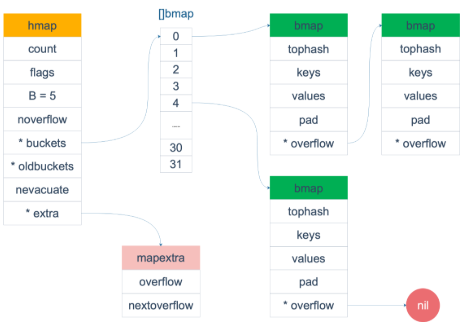 hmap
count
flags
B = 5
noverflow
* buckets
* oldbuckets
nevacuate
* extra
[]bmap
0
1
2
3
4
....
30
31
bmap
tophash
keys
values
pad
* overflow
bmap
tophash
keys
values
pad
* overflow
bmap
tophash
keys
values
pad
* overflow
nil
mapextra
overflow
nextoverflow